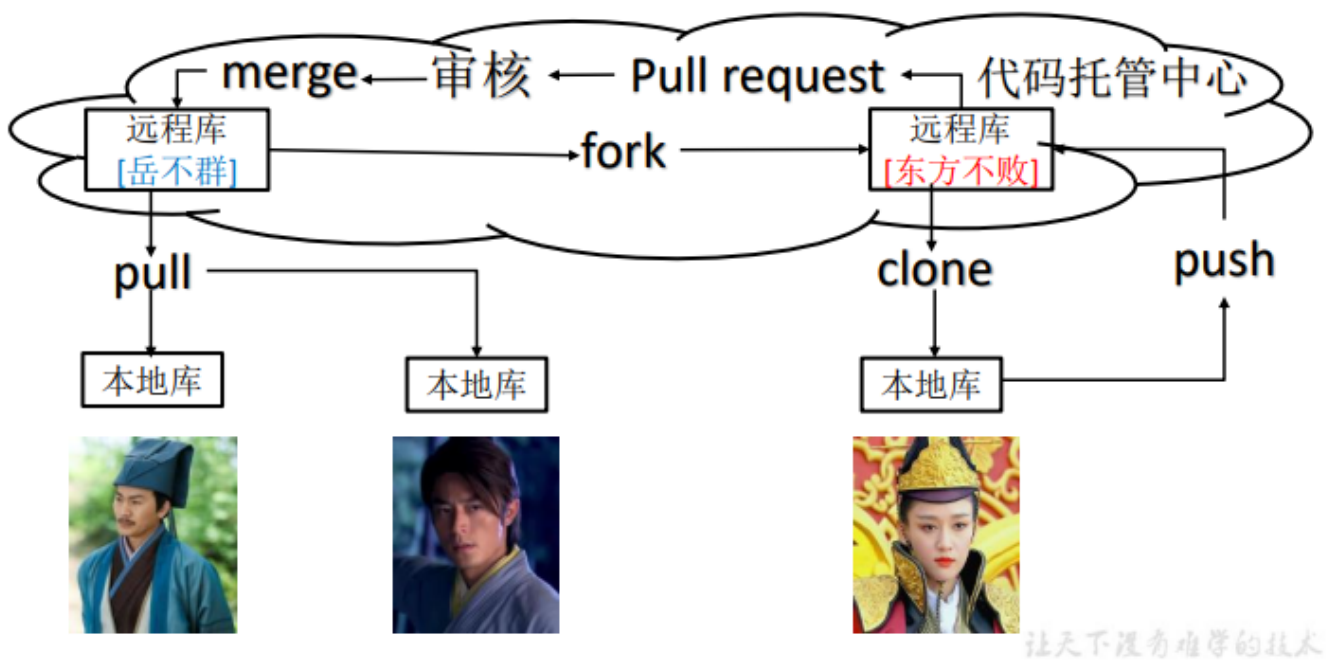 merge 审核 Pull request 代码托管中心
远程库
[岳不群]
fork
远程库
[东方不败]
pull
clone
push
本地库
本地库
本地库
让天下没有难学的技术